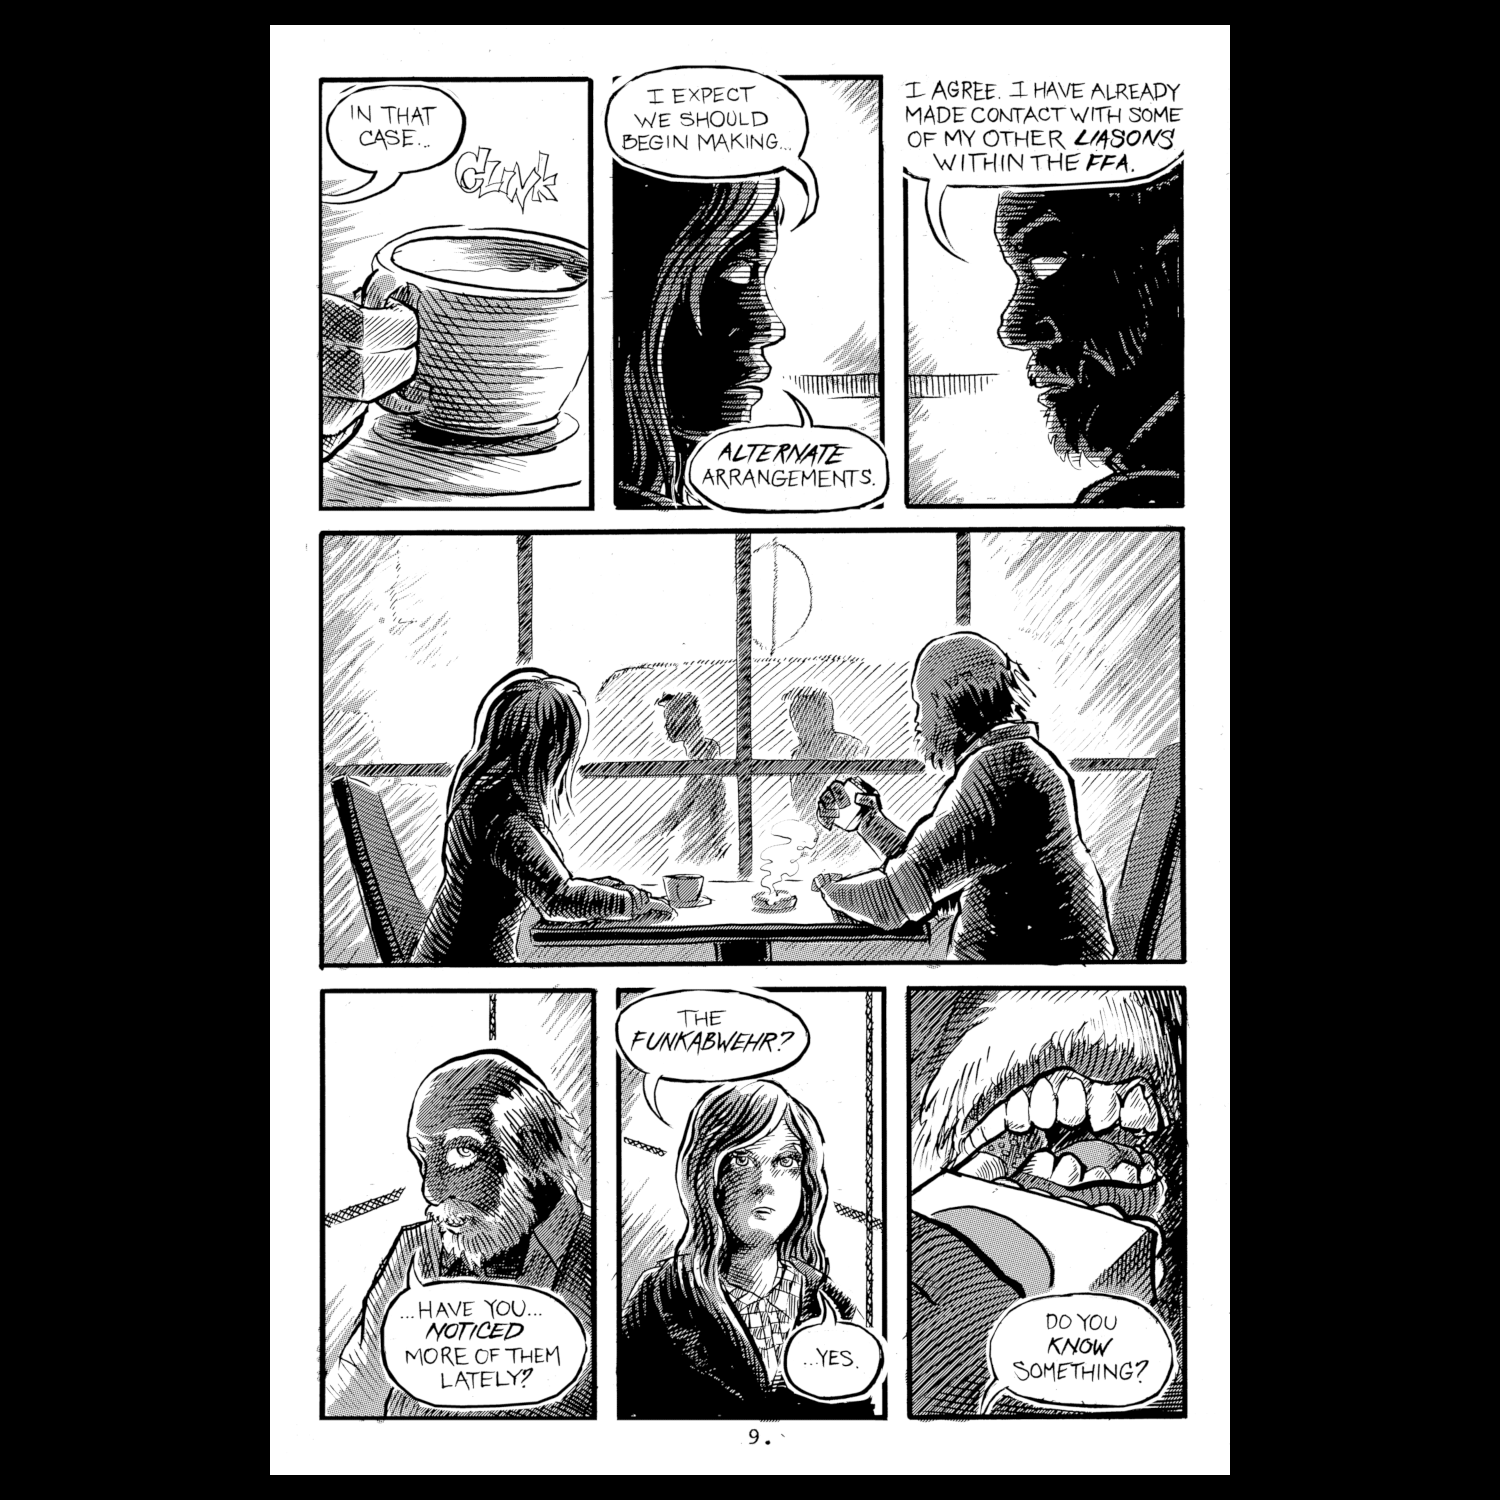 IN THAT
CASE...
CLINK
I EXPECT
WE SHOULD
BEGIN MAKING...
ALTERNATE
ARRANGEMENTS.
I AGREE. I HAVE ALREADY
MADE CONTACT WITH SOME
OF MY OTHER LIASONS
WITHIN THE FFA.
...HAVE YOU...
NOTICED
MORE OF THEM
LATELY?
THE
FUNKABWEHR?
...YES.
DO YOU
KNOW
SOMETHING?
9.